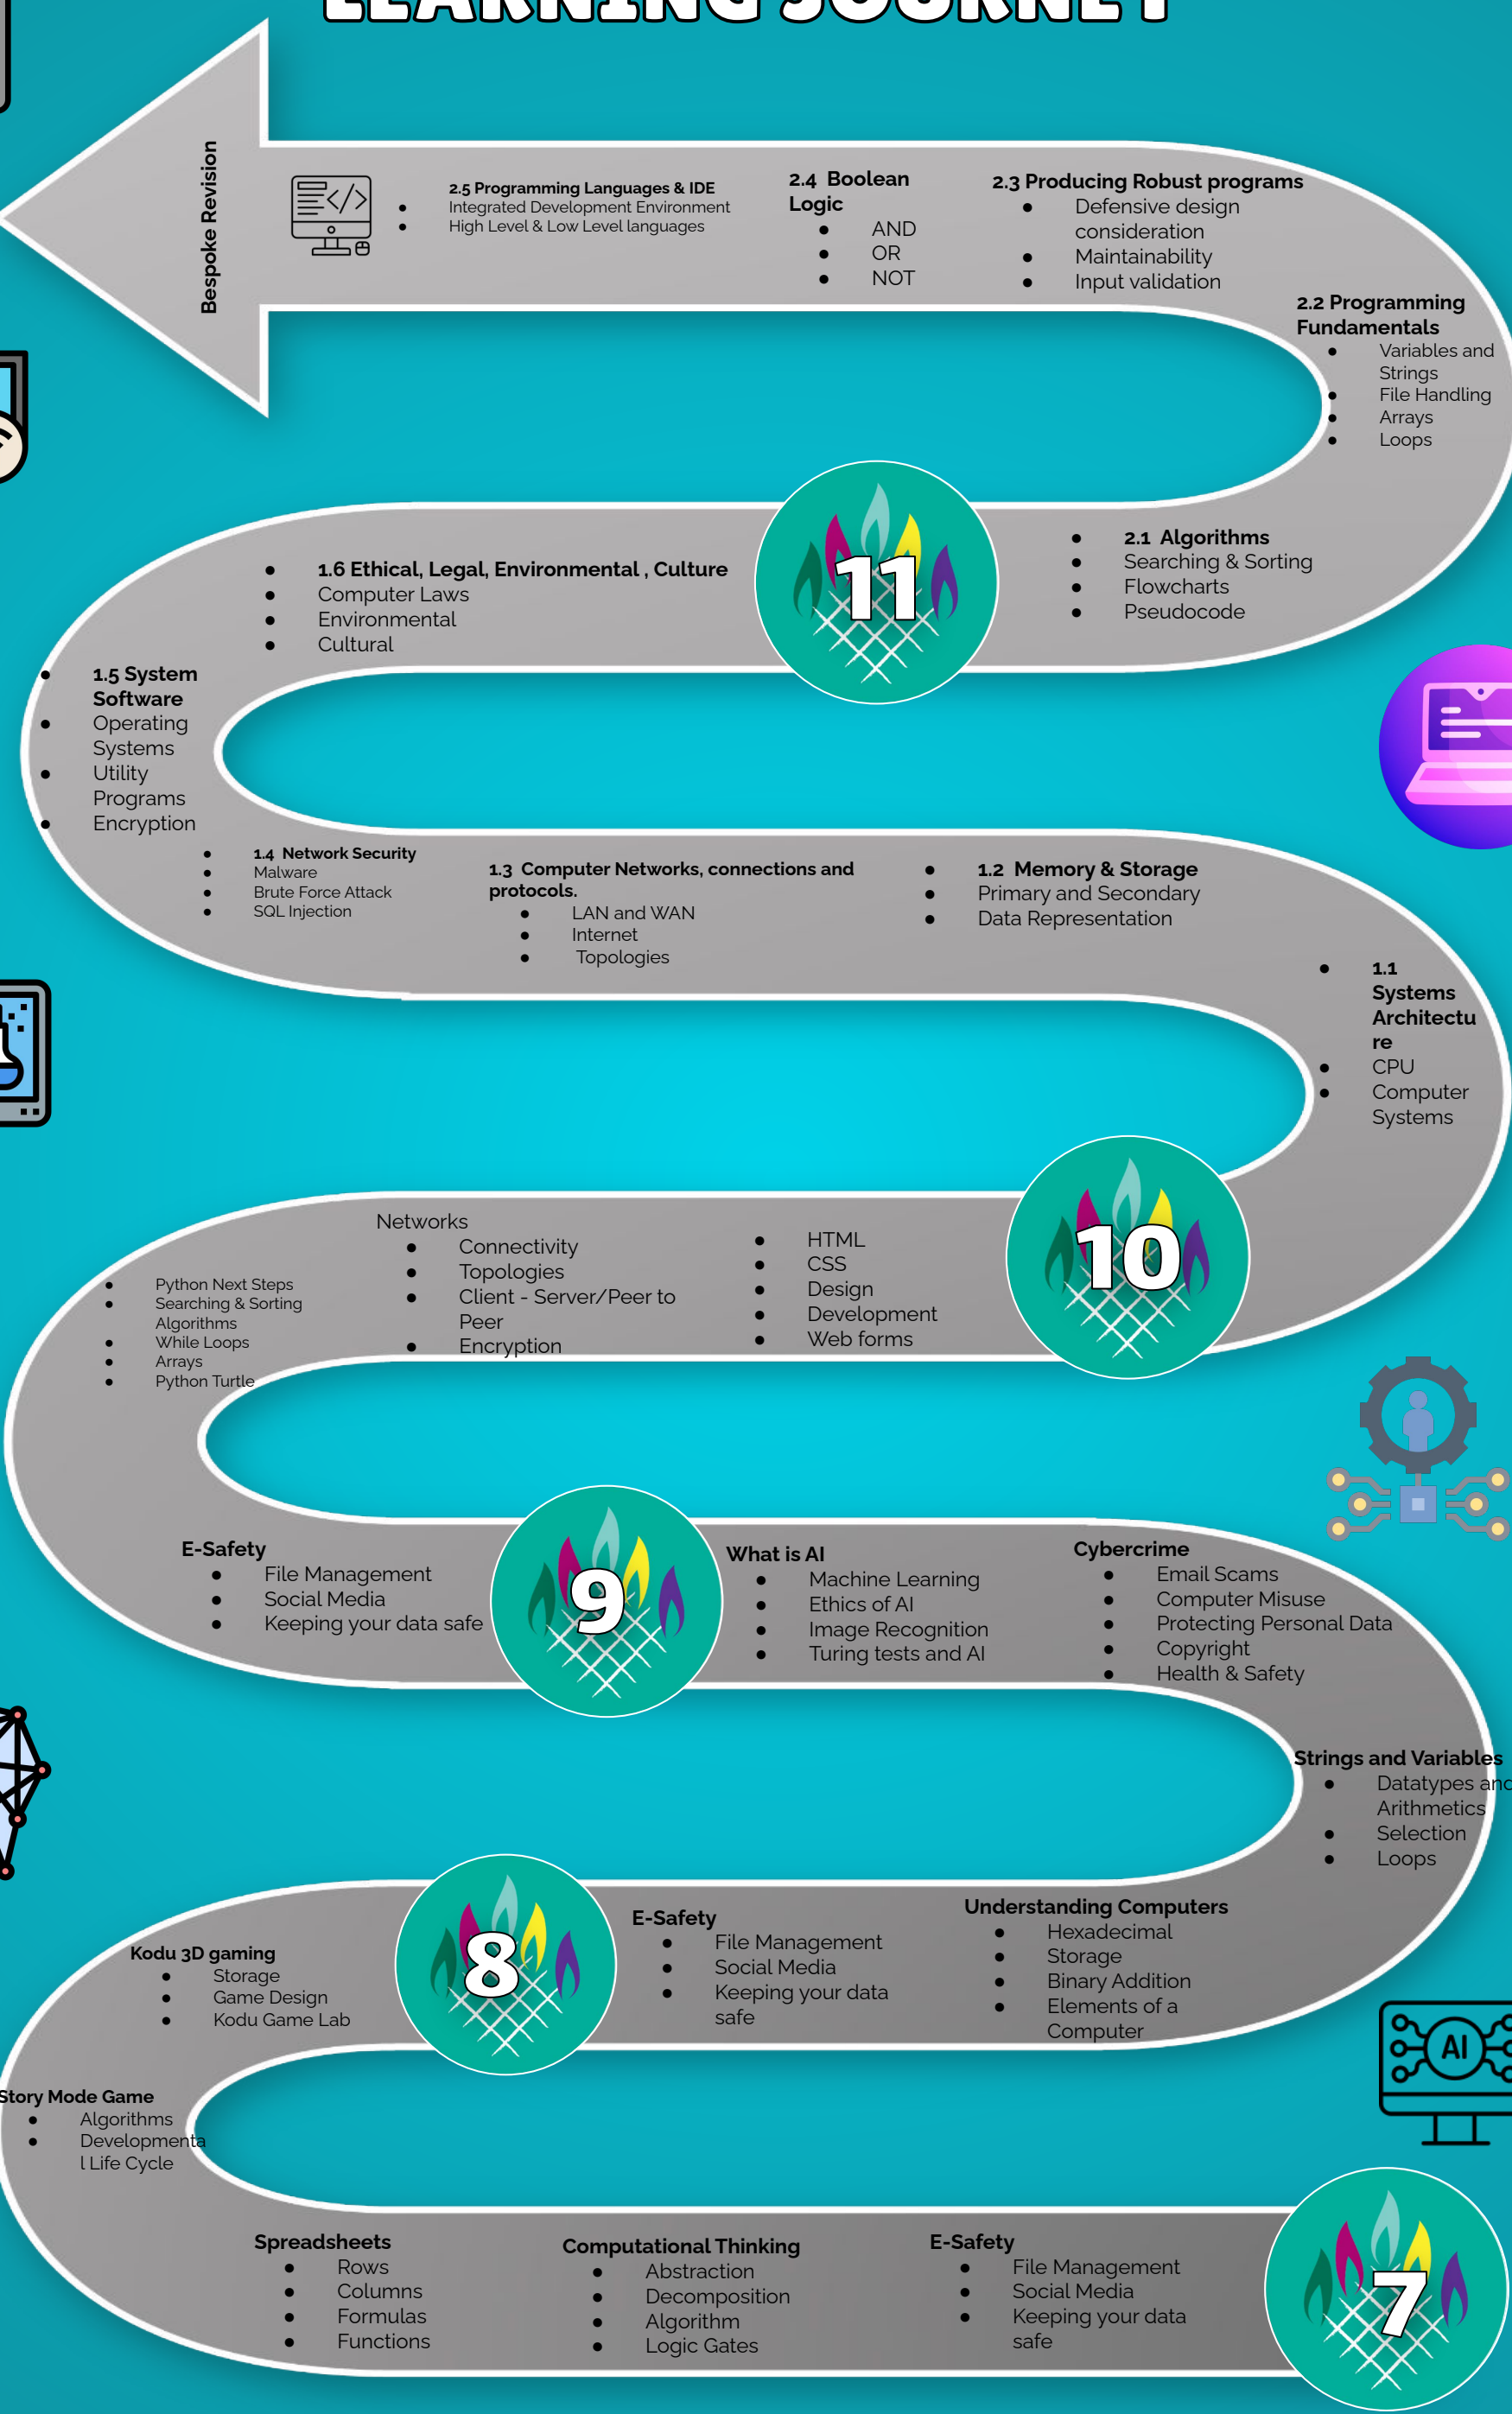 LEARNING JOURNEY
Bespoke Revision
2.5 Programming Languages & IDE
● Integrated Development Environment
● High Level & Low Level languages
2.4 Boolean
Logic
● AND
● OR
● NOT
2.3 Producing Robust programs
● Defensive design
consideration
● Maintainability
● Input validation
2.2 Programming
Fundamentals
● Variables and
Strings
● File Handling
● Arrays
● Loops
● 1.6 Ethical, Legal, Environmental , Culture
● Computer Laws
● Environmental
● Cultural
11
● 2.1 Algorithms
● Searching & Sorting
● Flowcharts
● Pseudocode
● 1.5 System
Software
● Operating
Systems
● Utility
Programs
● Encryption
● 1.4 Network Security
● Malware
● Brute Force Attack
● SQL Injection
1.3 Computer Networks, connections and
protocols.
● LAN and WAN
● Internet
● Topologies
● 1.2 Memory & Storage
● Primary and Secondary
● Data Representation
● 1.1
Systems
Architectu
re
● CPU
● Computer
Systems
10
Networks
● Connectivity
● Topologies
● Client - Server/Peer to
Peer
● Encryption
● HTML
● CSS
● Design
● Development
● Web forms
● Python Next Steps
● Searching & Sorting
Algorithms
● While Loops
● Arrays
● Python Turtle
E-Safety
● File Management
● Social Media
● Keeping your data safe
9
What is AI
● Machine Learning
● Ethics of AI
● Image Recognition
● Turing tests and AI
Cybercrime
● Email Scams
● Computer Misuse
● Protecting Personal Data
● Copyright
● Health & Safety
Strings and Variables
● Datatypes and
Arithmetics
● Selection
● Loops
Kodu 3D gaming
● Storage
● Game Design
● Kodu Game Lab
8
E-Safety
● File Management
● Social Media
● Keeping your data
safe
Understanding Computers
● Hexadecimal
● Storage
● Binary Addition
● Elements of a
Computer
AI
Story Mode Game
● Algorithms
● Developmenta
l Life Cycle
Spreadsheets
● Rows
● Columns
● Formulas
● Functions
Computational Thinking
● Abstraction
● Decomposition
● Algorithm
● Logic Gates
E-Safety
● File Management
● Social Media
● Keeping your data
safe
7